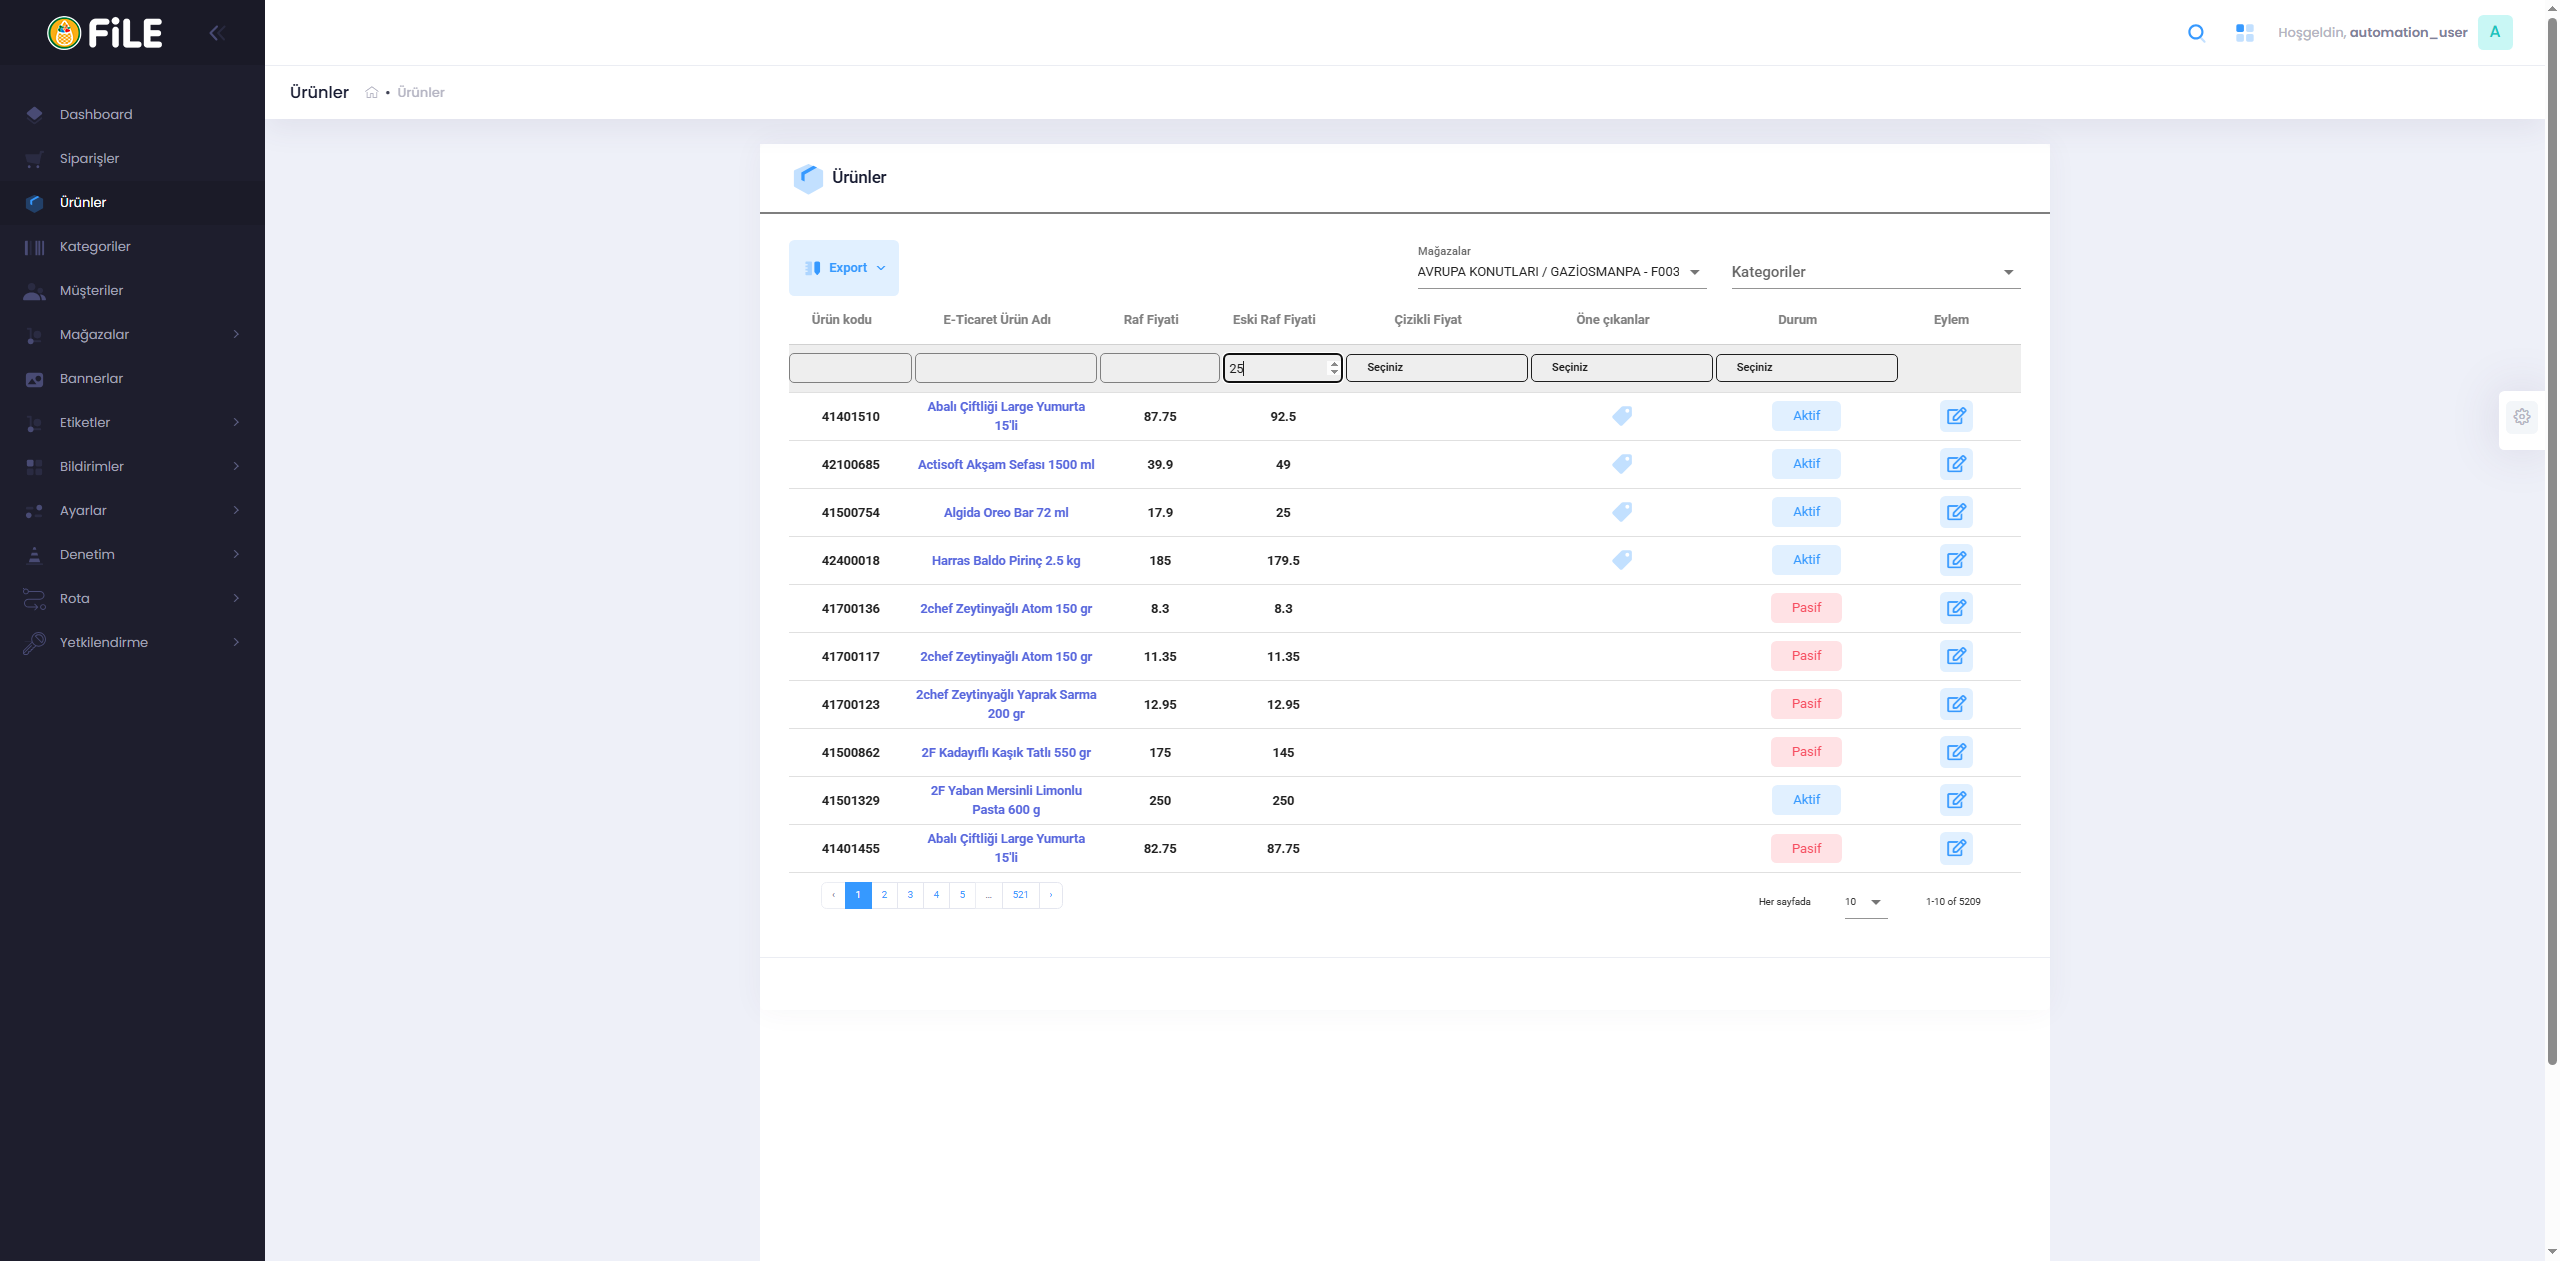 FiLE
Hoşgeldin, automation_user A
Ürünler • Ürünler
Dashboard
Siparişler
Ürünler
Kategoriler
Müşteriler
Mağazalar
Bannerlar
Etiketler
Bildirimler
Ayarlar
Denetim
Rota
Yetkilendirme
Ürünler
Export
Mağazalar
AVRUPA KONUTLARI / GAZİOSMANPA - F003
Kategoriler
Ürün kodu E-Ticaret Ürün Adı Raf Fiyati Eski Raf Fiyati Çizikli Fiyat Öne çıkanlar Durum Eylem
25 Seçiniz Seçiniz Seçiniz
41401510 Abalı Çiftliği Large Yumurta 15'li 87.75 92.5 Aktif
42100685 Actisoft Akşam Sefası 1500 ml 39.9 49 Aktif
41500754 Algida Oreo Bar 72 ml 17.9 25 Aktif
42400018 Harras Baldo Pirinç 2.5 kg 185 179.5 Aktif
41700136 2chef Zeytinyağlı Atom 150 gr 8.3 8.3 Pasif
41700117 2chef Zeytinyağlı Atom 150 gr 11.35 11.35 Pasif
41700123 2chef Zeytinyağlı Yaprak Sarma 200 gr 12.95 12.95 Pasif
41500862 2F Kadayıflı Kaşık Tatlı 550 gr 175 145 Pasif
41501329 2F Yaban Mersinli Limonlu Pasta 600 g 250 250 Aktif
41401455 Abalı Çiftliği Large Yumurta 15'li 82.75 87.75 Pasif
‹ 1 2 3 4 5 ... 521 ›
Her sayfada 10 1-10 of 5209